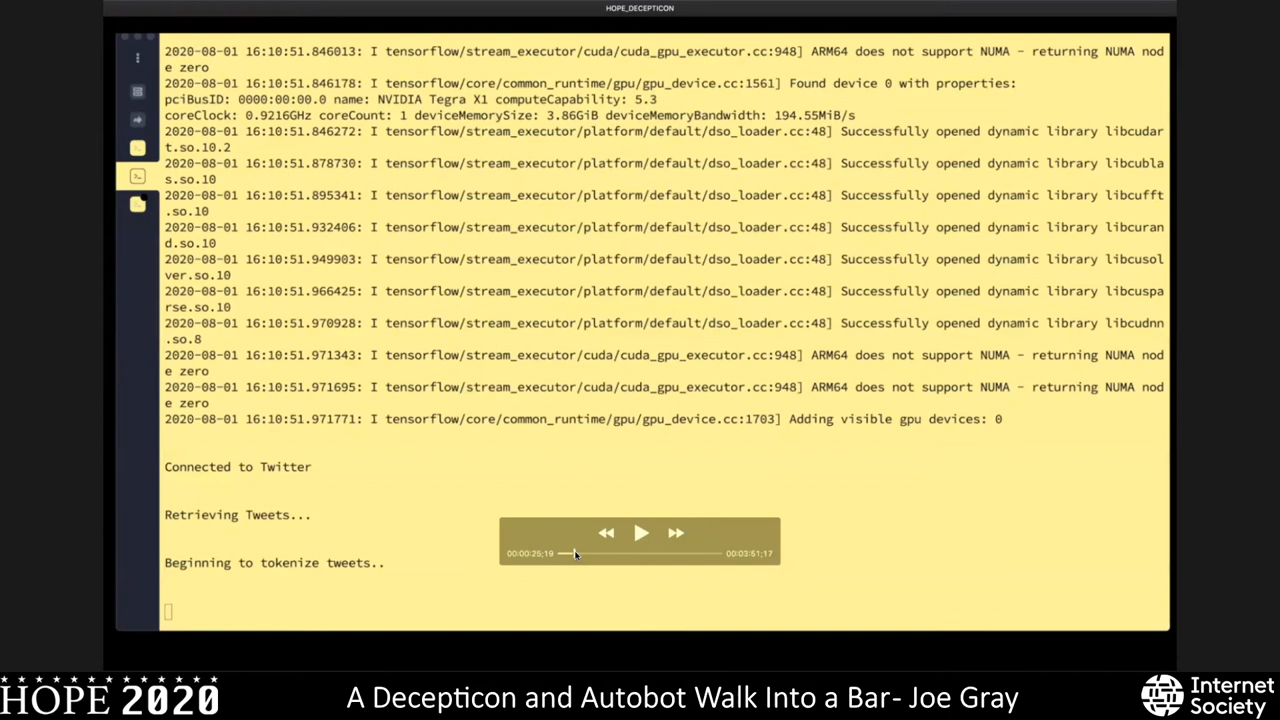 HOPE_DECEPTICON
2020-08-01 16:10:51.846013: I tensorflow/stream_executor/cuda/cuda_gpu_executor.cc:948] ARM64 does not support NUMA - returning NUMA nod
e zero
2020-08-01 16:10:51.846178: I tensorflow/core/common_runtime/gpu/gpu_device.cc:1561] Found device 0 with properties:
pciBusID: 0000:00:00.0 name: NVIDIA Tegra X1 computeCapability: 5.3
coreClock: 0.9216GHz coreCount: 1 deviceMemorySize: 3.86GiB deviceMemoryBandwidth: 194.55MiB/s
2020-08-01 16:10:51.846272: I tensorflow/stream_executor/platform/default/dso_loader.cc:48] Successfully opened dynamic library libcudar
t.so.10.2
2020-08-01 16:10:51.878730: I tensorflow/stream_executor/platform/default/dso_loader.cc:48] Successfully opened dynamic library libcubla
s.so.10
2020-08-01 16:10:51.895341: I tensorflow/stream_executor/platform/default/dso_loader.cc:48] Successfully opened dynamic library libcufft
.so.10
2020-08-01 16:10:51.932406: I tensorflow/stream_executor/platform/default/dso_loader.cc:48] Successfully opened dynamic library libcuran
d.so.10
2020-08-01 16:10:51.949903: I tensorflow/stream_executor/platform/default/dso_loader.cc:48] Successfully opened dynamic library libcusol
ver.so.10
2020-08-01 16:10:51.966425: I tensorflow/stream_executor/platform/default/dso_loader.cc:48] Successfully opened dynamic library libcuspa
rse.so.10
2020-08-01 16:10:51.970928: I tensorflow/stream_executor/platform/default/dso_loader.cc:48] Successfully opened dynamic library libcudnn
.so.8
2020-08-01 16:10:51.971343: I tensorflow/stream_executor/cuda/cuda_gpu_executor.cc:948] ARM64 does not support NUMA - returning NUMA nod
e zero
2020-08-01 16:10:51.971695: I tensorflow/stream_executor/cuda/cuda_gpu_executor.cc:948] ARM64 does not support NUMA - returning NUMA nod
e zero
2020-08-01 16:10:51.971771: I tensorflow/core/common_runtime/gpu/gpu_device.cc:1703] Adding visible gpu devices: 0
Connected to Twitter
Retrieving Tweets...
00:00:25;19 00:03:51;17
Beginning to tokenize tweets..
HOPE 2020
A Decepticon and Autobot Walk Into a Bar- Joe Gray
Internet
Society